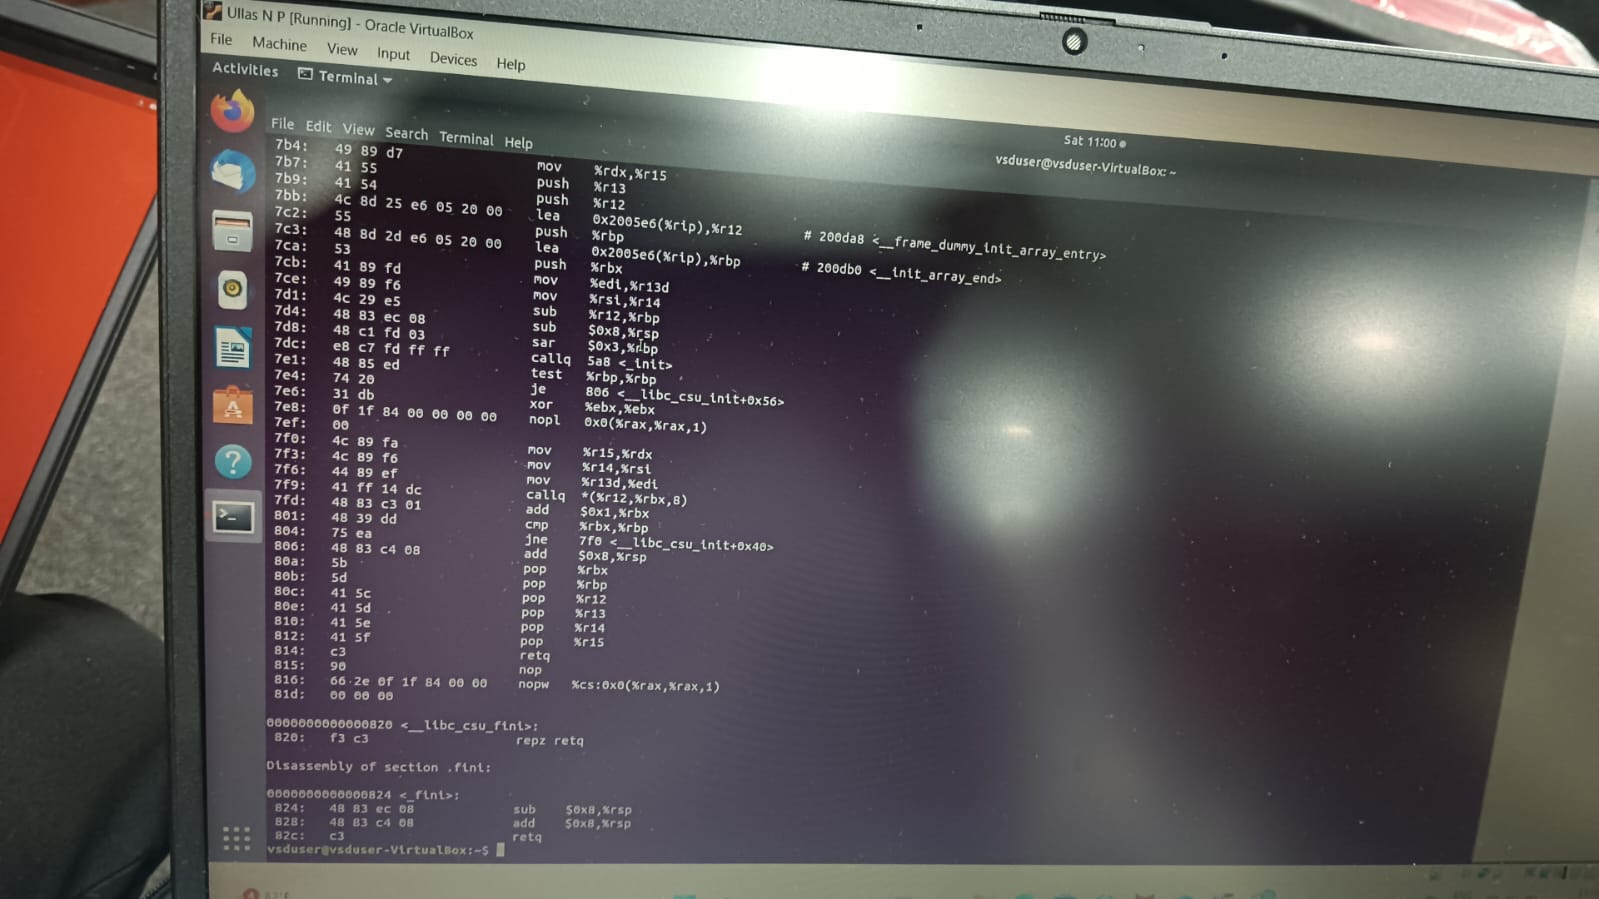 Ullas N P [Running] - Oracle VirtualBox
File Machine View Input Devices Help
Activities Terminal
Sat 11:00
vsduser@vsduser-VirtualBox: ~
File Edit View Search Terminal Help
7b4: 49 89 d7 mov %rdx,%r15
7b7: 41 55 push %r13
7b9: 41 54 push %r12
7bb: 4c 8d 25 e6 05 20 00 lea 0x2005e6(%rip),%r12 # 200da8 <__frame_dummy_init_array_entry>
7c2: 55 push %rbp
7c3: 48 8d 2d e6 05 20 00 lea 0x2005e6(%rip),%rbp # 200db0 <__init_array_end>
7ca: 53 push %rbx
7cb: 41 89 fd mov %edi,%r13d
7ce: 49 89 f6 mov %rsi,%r14
7d1: 4c 29 e5 sub %r12,%rbp
7d4: 48 83 ec 08 sub $0x8,%rsp
7d8: 48 c1 fd 03 sar $0x3,%rbp
7dc: e8 c7 fd ff ff callq 5a8 <_init>
7e1: 48 85 ed test %rbp,%rbp
7e4: 74 20 je 806 <__libc_csu_init+0x56>
7e6: 31 db xor %ebx,%ebx
7e8: 0f 1f 84 00 00 00 00 nopl 0x0(%rax,%rax,1)
7ef: 00
7f0: 4c 89 fa mov %r15,%rdx
7f3: 4c 89 f6 mov %r14,%rsi
7f6: 44 89 ef mov %r13d,%edi
7f9: 41 ff 14 dc callq *(%r12,%rbx,8)
7fd: 48 83 c3 01 add $0x1,%rbx
801: 48 39 dd cmp %rbx,%rbp
804: 75 ea jne 7f0 <__libc_csu_init+0x40>
806: 48 83 c4 08 add $0x8,%rsp
80a: 5b pop %rbx
80b: 5d pop %rbp
80c: 41 5c pop %r12
80e: 41 5d pop %r13
810: 41 5e pop %r14
812: 41 5f pop %r15
814: c3 retq
815: 90 nop
816: 66 2e 0f 1f 84 00 00 nopw %cs:0x0(%rax,%rax,1)
81d: 00 00 00
0000000000000820 <__libc_csu_fini>:
820: f3 c3 repz retq
Disassembly of section .fini:
0000000000000824 <_fini>:
824: 48 83 ec 08 sub $0x8,%rsp
828: 48 83 c4 08 add $0x8,%rsp
82c: c3 retq
vsduser@vsduser-VirtualBox:~$